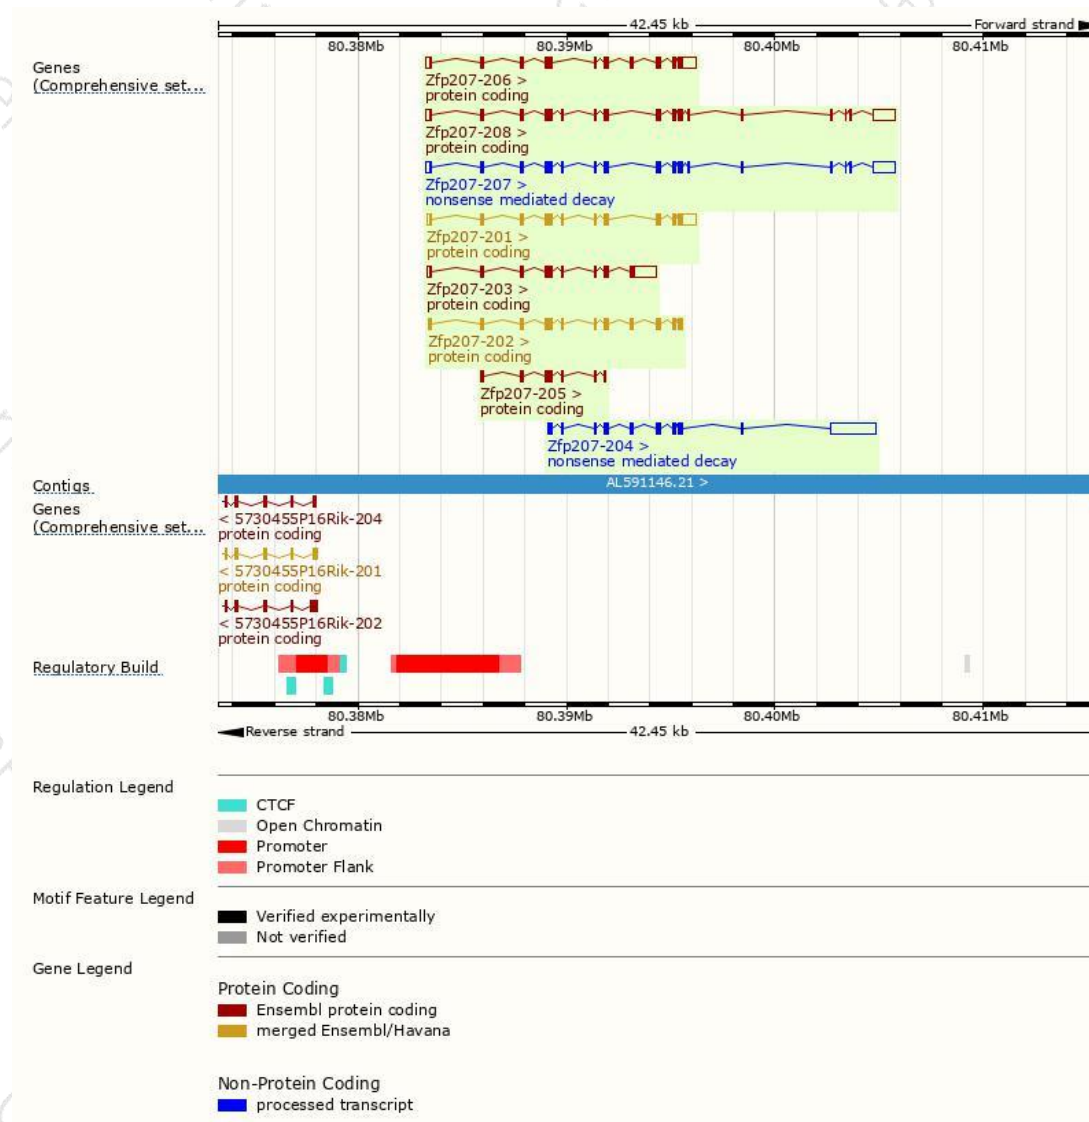 42.45 kb Forward strand
80.38Mb 80.39Mb 80.40Mb 80.41Mb
Genes
(Comprehensive set...
Zfp207-206 >
protein coding
Zfp207-208 >
protein coding
Zfp207-207 >
nonsense mediated decay
Zfp207-201 >
protein coding
Zfp207-203 >
protein coding
Zfp207-202 >
protein coding
Zfp207-205 >
protein coding
Zfp207-204 >
nonsense mediated decay
Contigs AL591146.21 >
Genes
(Comprehensive set...
< 5730455P16Rik-204
protein coding
< 5730455P16Rik-201
protein coding
< 5730455P16Rik-202
protein coding
Regulatory Build
80.38Mb 80.39Mb 80.40Mb 80.41Mb
Reverse strand 42.45 kb
Regulation Legend
CTCF
Open Chromatin
Promoter
Promoter Flank
Motif Feature Legend
Verified experimentally
Not verified
Gene Legend
Protein Coding
Ensembl protein coding
merged Ensembl/Havana
Non-Protein Coding
processed transcript